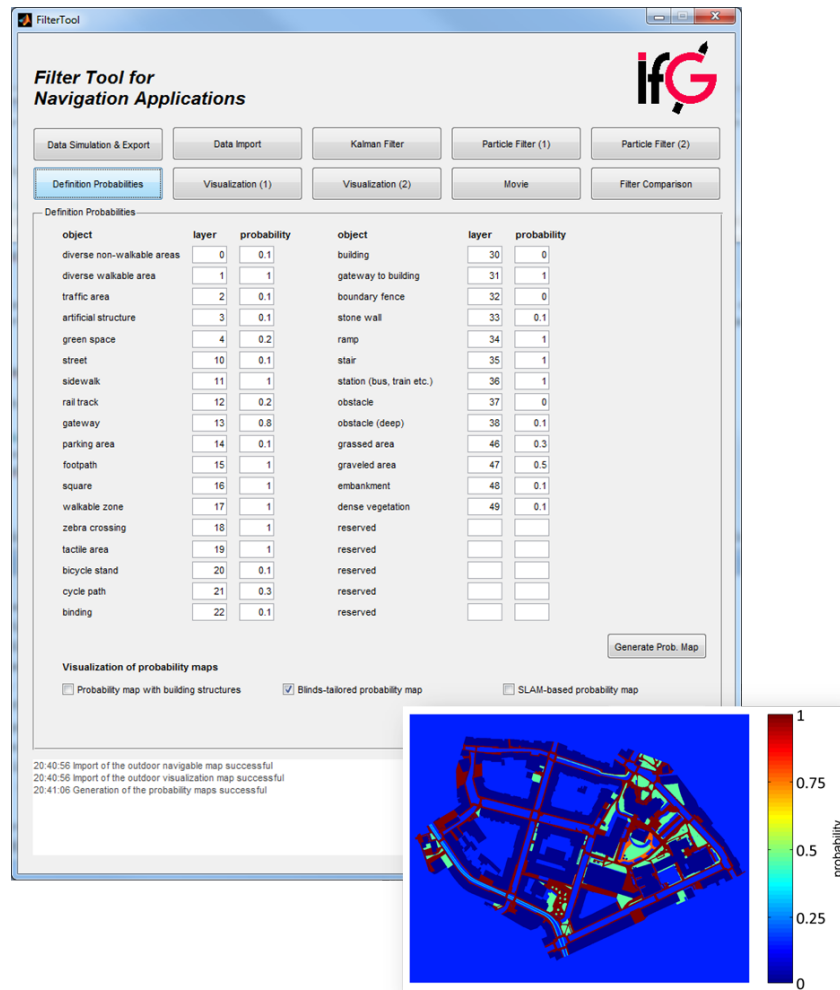 FilterTool
Filter Tool for
Navigation Applications
ifG
Data Simulation & Export Data Import Kalman Filter Particle Filter (1) Particle Filter (2)
Definition Probabilities Visualization (1) Visualization (2) Movie Filter Comparison
Definition Probabilities
object layer probability object layer probability
diverse non-walkable areas 0 0.1 building 30 0
diverse walkable area 1 1 gateway to building 31 1
traffic area 2 0.1 boundary fence 32 0
artificial structure 3 0.1 stone wall 33 0.1
green space 4 0.2 ramp 34 1
street 10 0.1 stair 35 1
sidewalk 11 1 station (bus, train etc.) 36 1
rail track 12 0.2 obstacle 37 0
gateway 13 0.8 obstacle (deep) 38 0.1
parking area 14 0.1 grassed area 46 0.3
footpath 15 1 graveled area 47 0.5
square 16 1 embankment 48 0.1
walkable zone 17 1 dense vegetation 49 0.1
zebra crossing 18 1 reserved
tactile area 19 1 reserved
bicycle stand 20 0.1 reserved
cycle path 21 0.3 reserved
binding 22 0.1 reserved
Generate Prob. Map
Visualization of probability maps
Probability map with building structures Blinds-tailored probability map SLAM-based probability map
20:40:56 Import of the outdoor navigable map successful
20:40:56 Import of the outdoor visualization map successful
20:41:06 Generation of the probability maps successful
1
0.75
0.5
0.25
0
probability